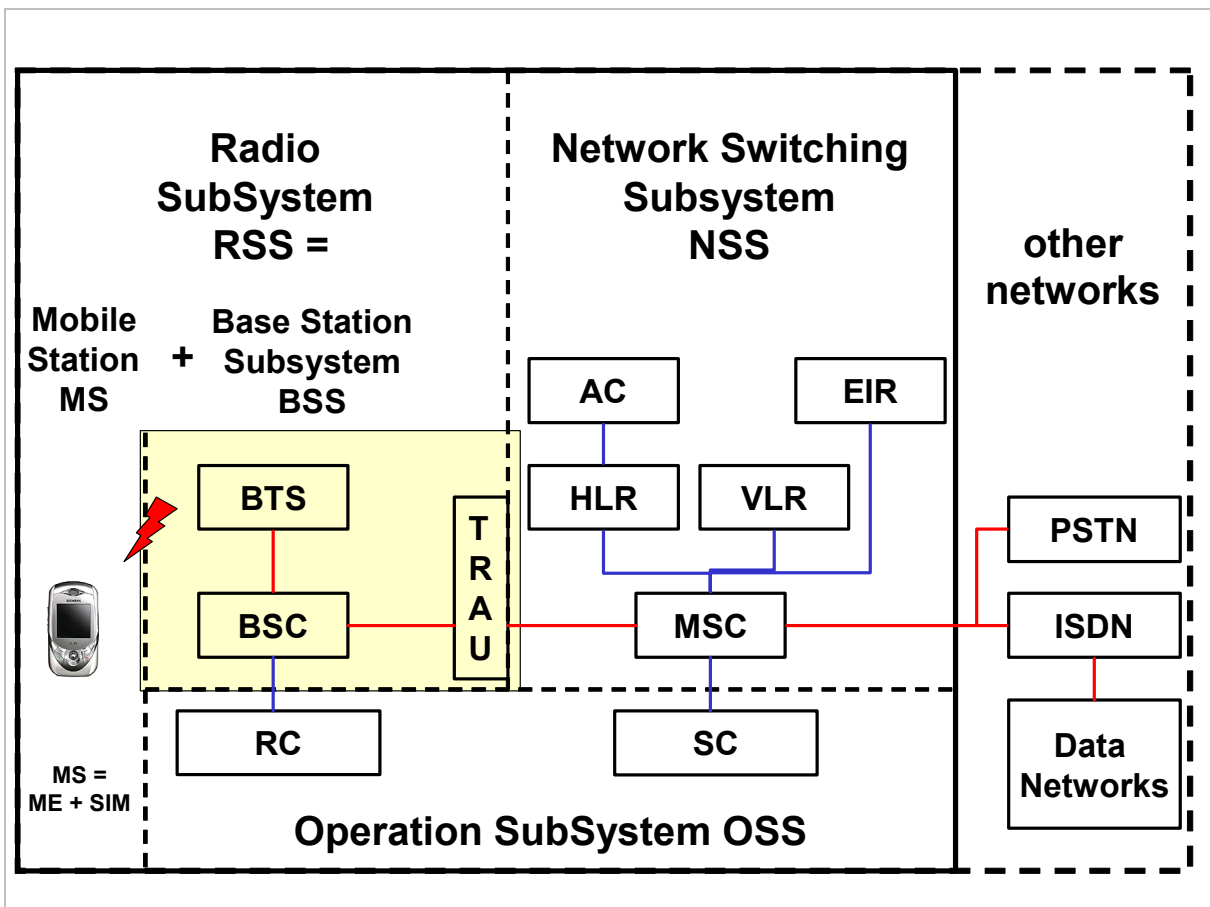 Radio
SubSystem
RSS =
Network Switching
Subsystem
NSS
other
networks
Mobile
Station
MS
+
Base Station
Subsystem
BSS
AC
EIR
BTS
HLR
VLR
T
R
A
U
PSTN
BSC
MSC
ISDN
RC
SC
Data
Networks
MS =
ME + SIM
Operation SubSystem OSS